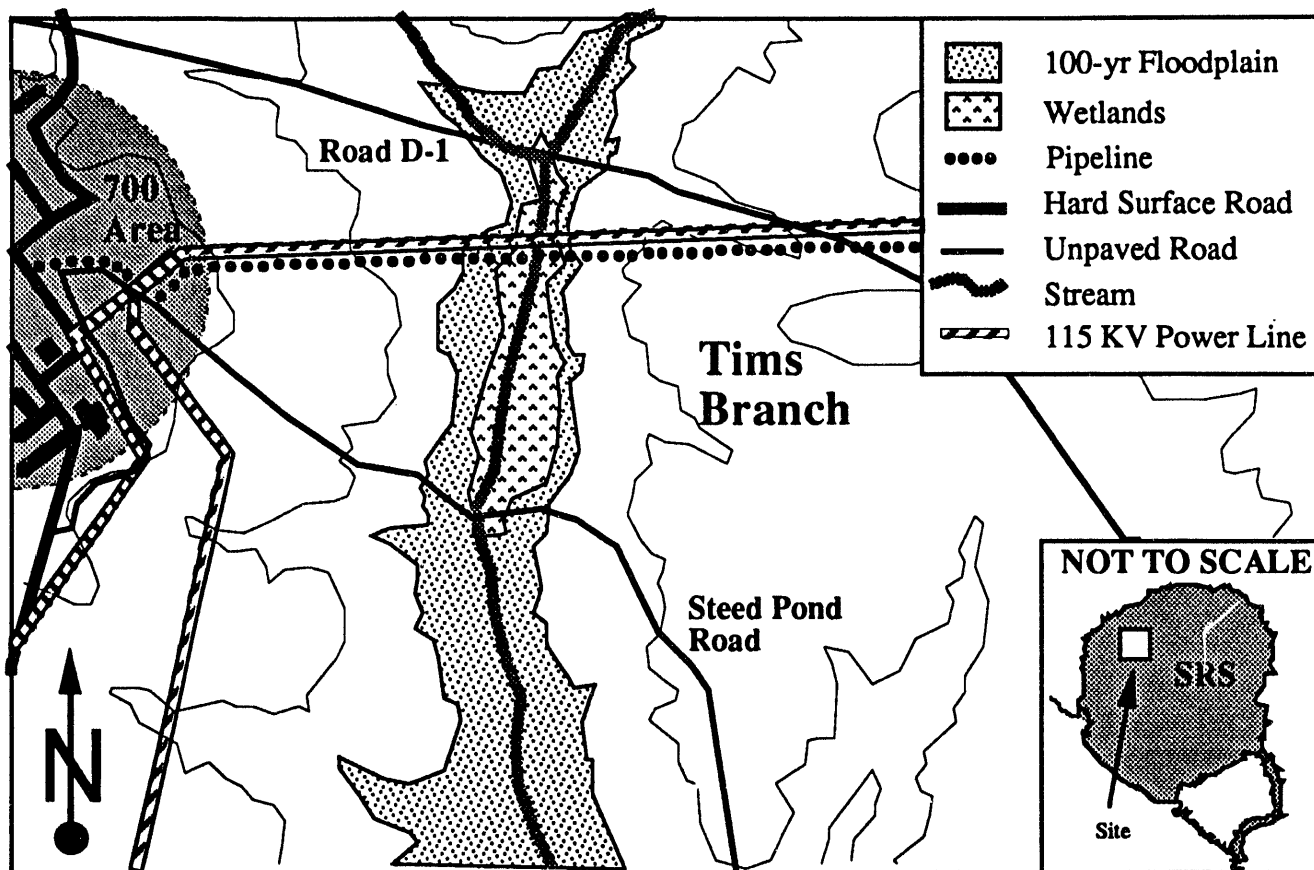 100-yr Floodplain
Wetlands
Pipeline
Hard Surface Road
Unpaved Road
Stream
115 KV Power Line
Road D-1
700
Area
Tims
Branch
Steed Pond
Road
N
NOT TO SCALE
SRS
Site